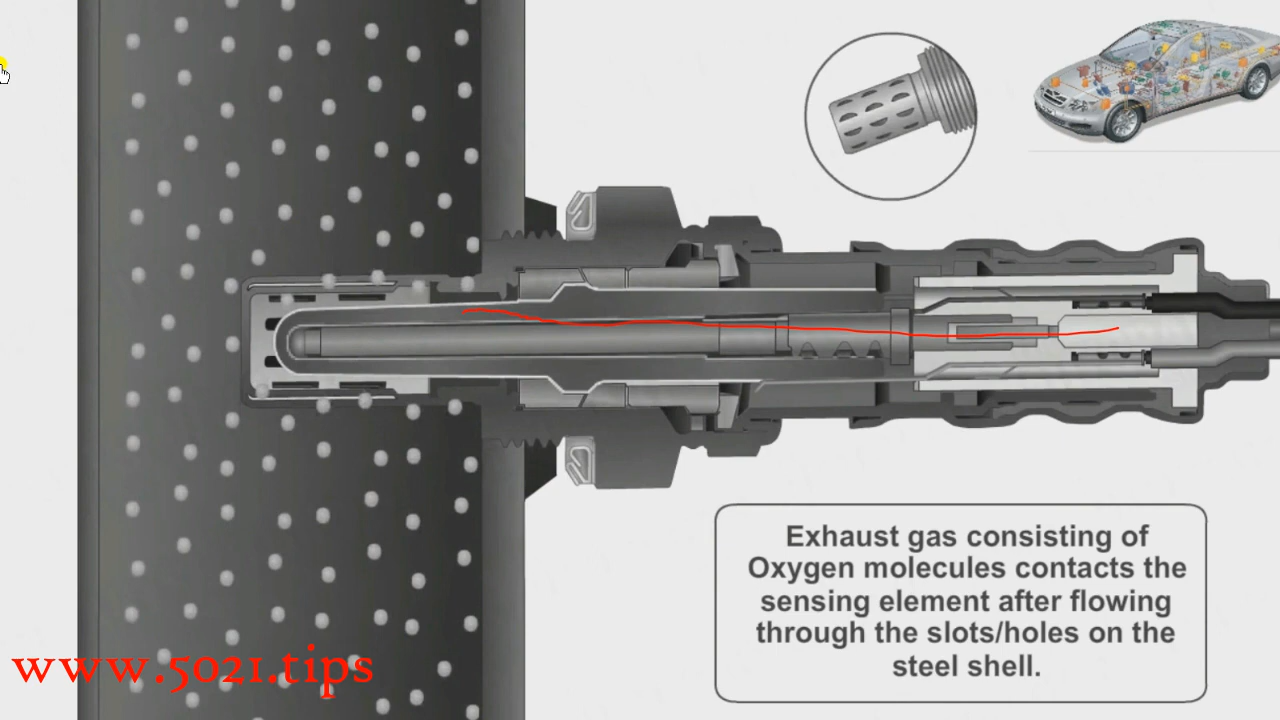 Exhaust gas consisting of
Oxygen molecules contacts the
sensing element after flowing
through the slots/holes on the
steel shell.
www.5021.tips